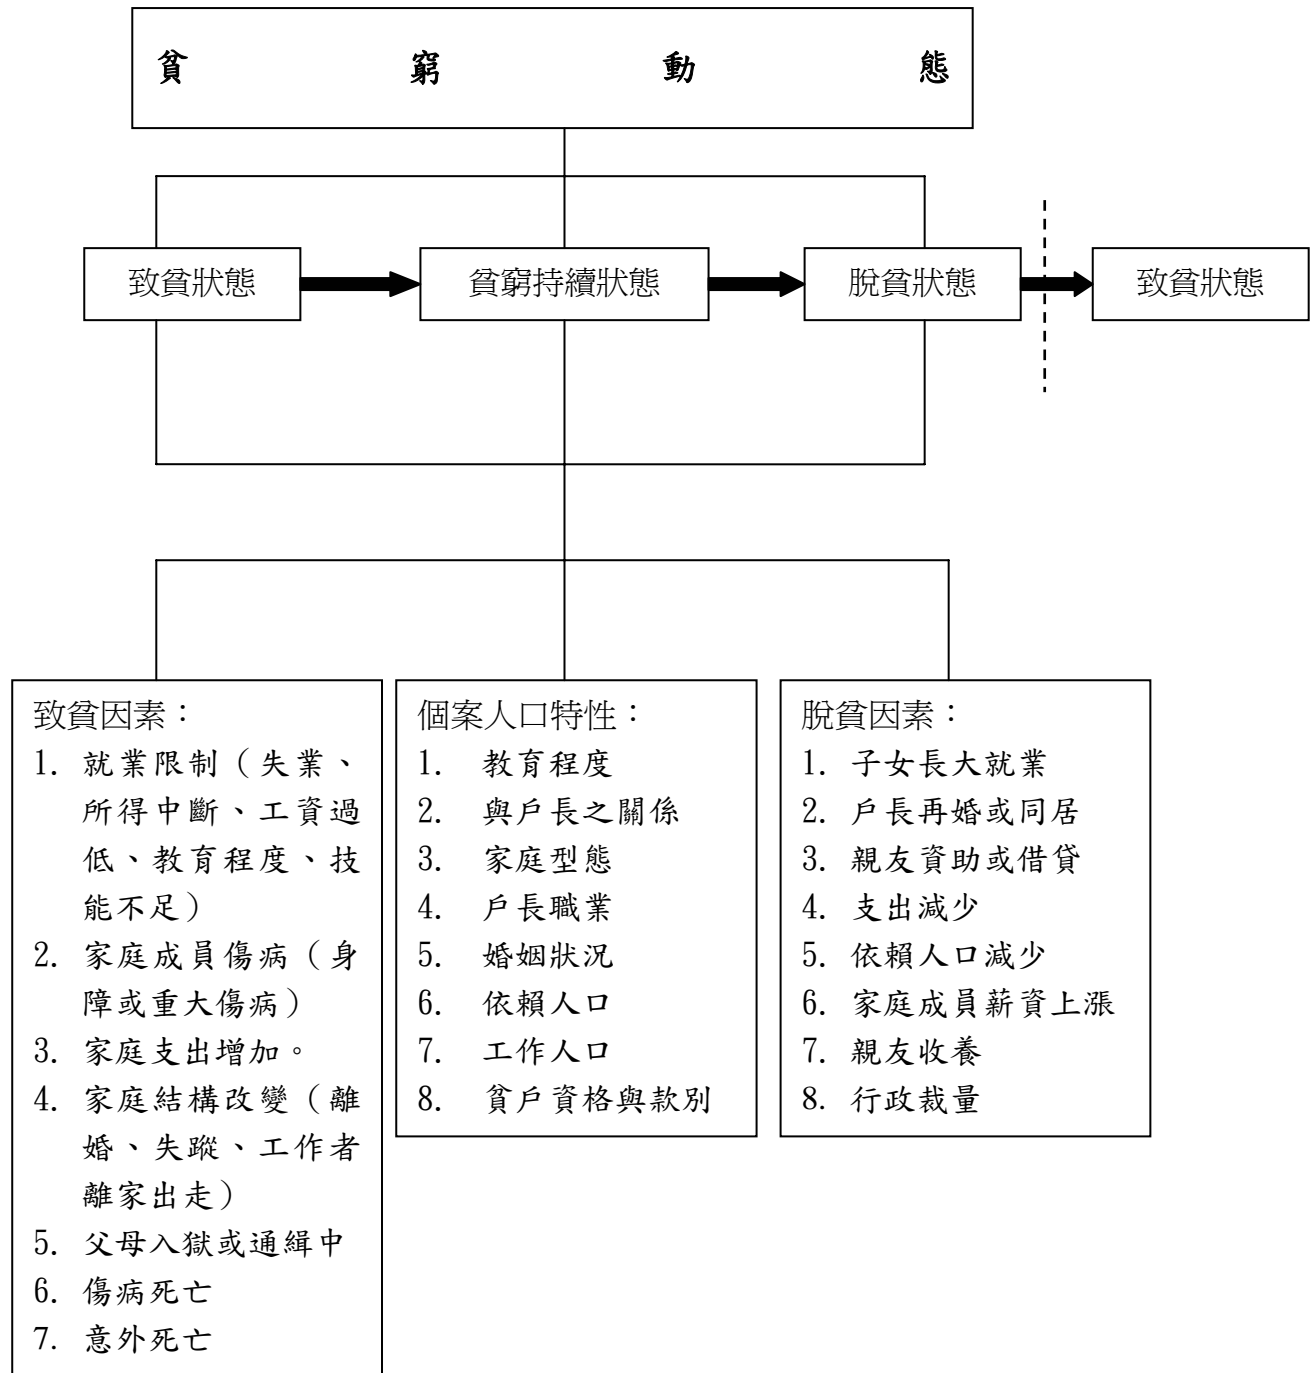 貧窮動態
致貧狀態
貧窮持續狀態
脫貧狀態
致貧狀態
致貧因素：
1. 就業限制（失業、
所得中斷、工資過
低、教育程度、技
能不足）
2. 家庭成員傷病（身
障或重大傷病）
3. 家庭支出增加。
4. 家庭結構改變（離
婚、失蹤、工作者
離家出走）
5. 父母入獄或通緝中
6. 傷病死亡
7. 意外死亡
個案人口特性：
1. 教育程度
2. 與戶長之關係
3. 家庭型態
4. 戶長職業
5. 婚姻狀況
6. 依賴人口
7. 工作人口
8. 貧戶資格與款別
脫貧因素：
1. 子女長大就業
2. 戶長再婚或同居
3. 親友資助或借貸
4. 支出減少
5. 依賴人口減少
6. 家庭成員薪資上漲
7. 親友收養
8. 行政裁量